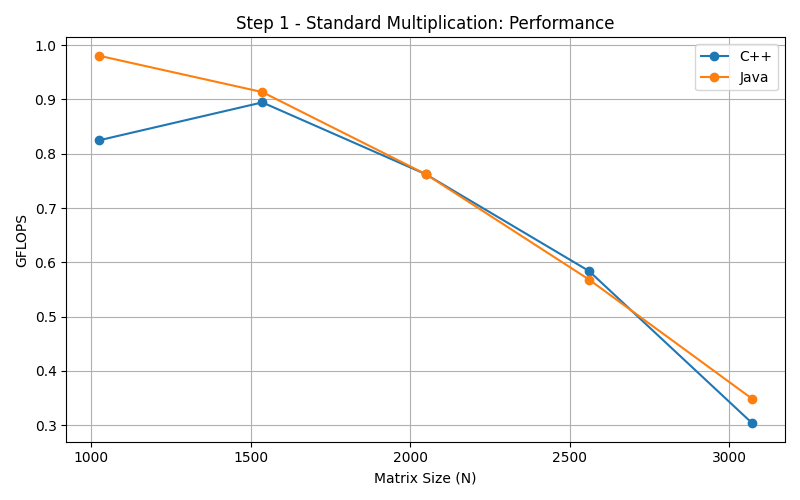 Step 1 - Standard Multiplication: Performance
C++
Java
GFLOPS
1.0
0.9
0.8
0.7
0.6
0.5
0.4
0.3
1000
1500
2000
2500
3000
Matrix Size (N)